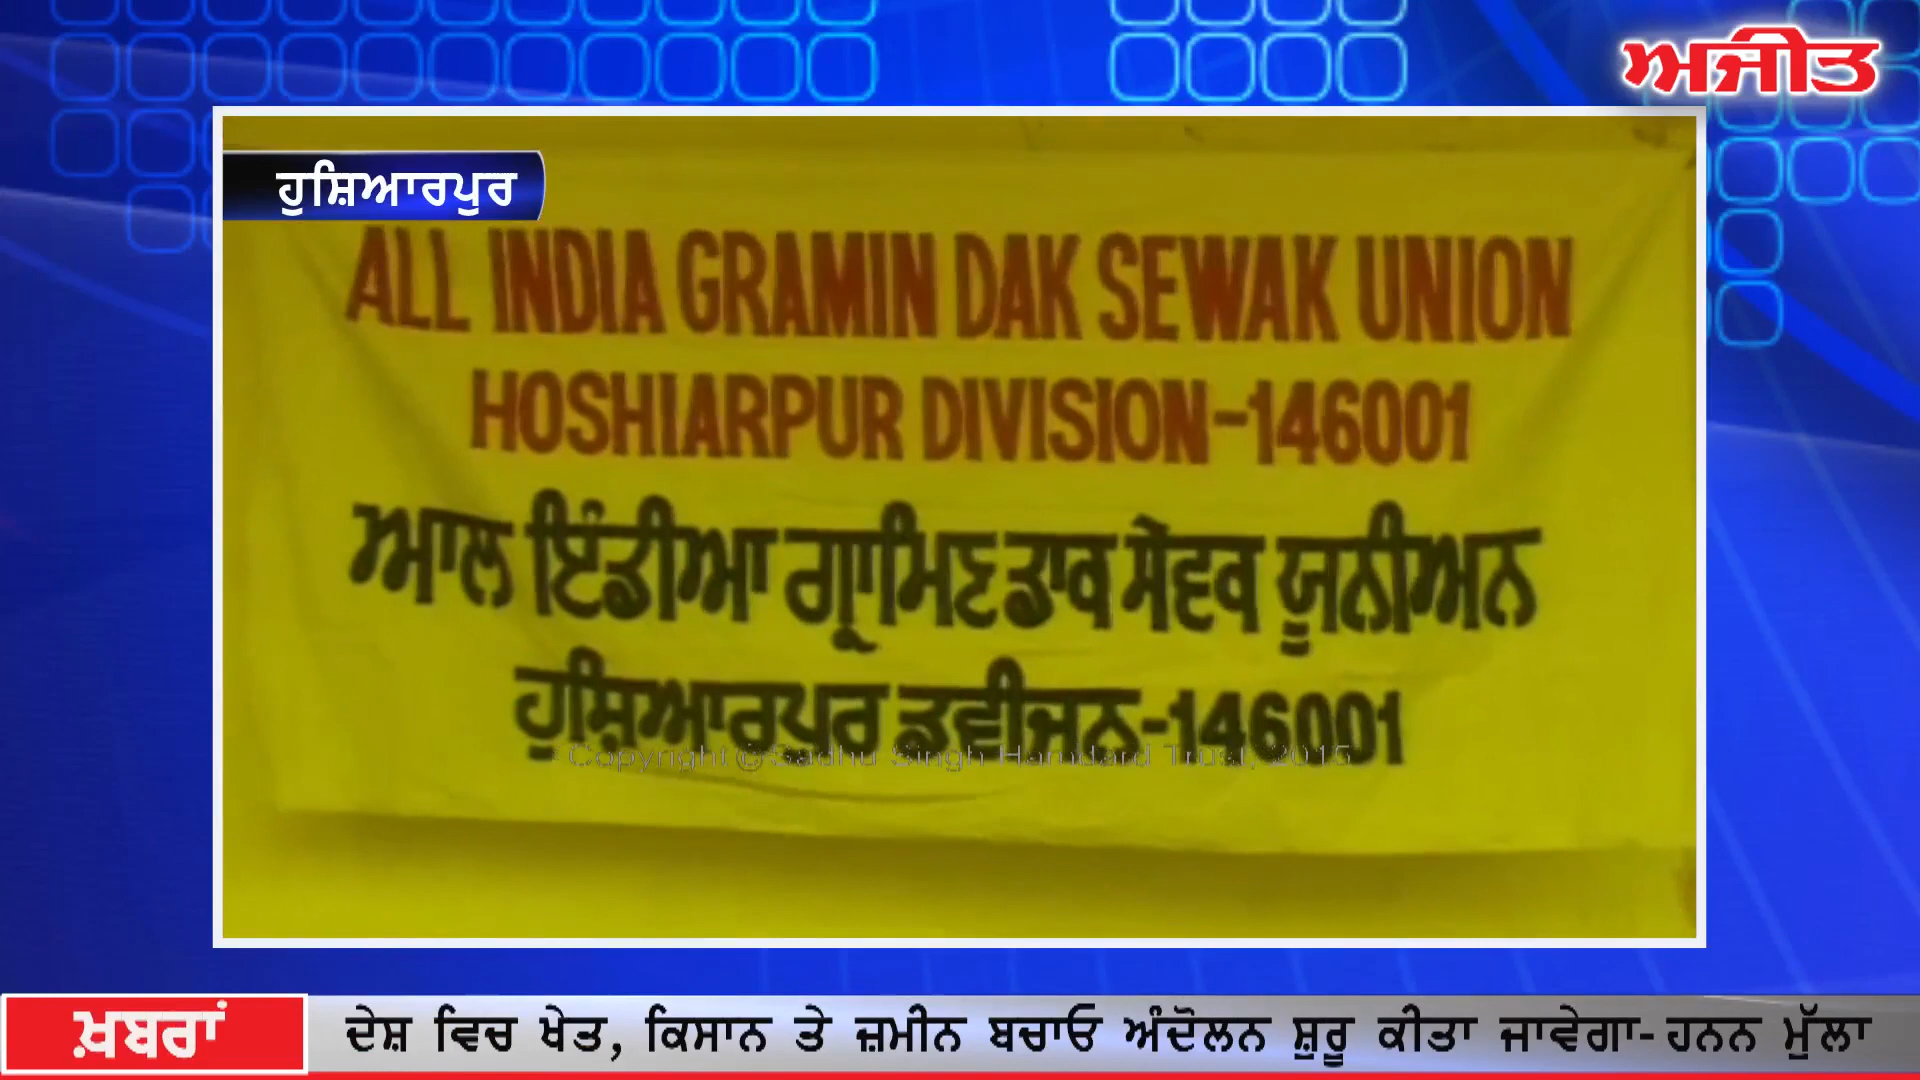 ਅਜੀਤ
ਹੁਸ਼ਿਆਰਪੁਰ
ALL INDIA GRAMIN DAK SEWAK UNION
HOSHIARPUR DIVISION-146001
ਆਲ ਇੰਡੀਆ ਗ੍ਰਾਮਿਣ ਡਾਕ ਸੇਵਕ ਯੂਨੀਅਨ
ਹੁਸ਼ਿਆਰਪੁਰ ਡਵੀਜਨ-146001
Copyright © Sadhu Singh Hamdard Trust, 2015
ਖ਼ਬਰਾਂ
ਦੇਸ਼ ਵਿਚ ਖੇਤ, ਕਿਸਾਨ ਤੇ ਜ਼ਮੀਨ ਬਚਾਓ ਅੰਦੋਲਨ ਸ਼ੁਰੂ ਕੀਤਾ ਜਾਵੇਗਾ-ਹਨਨ ਮੁੱਲਾ